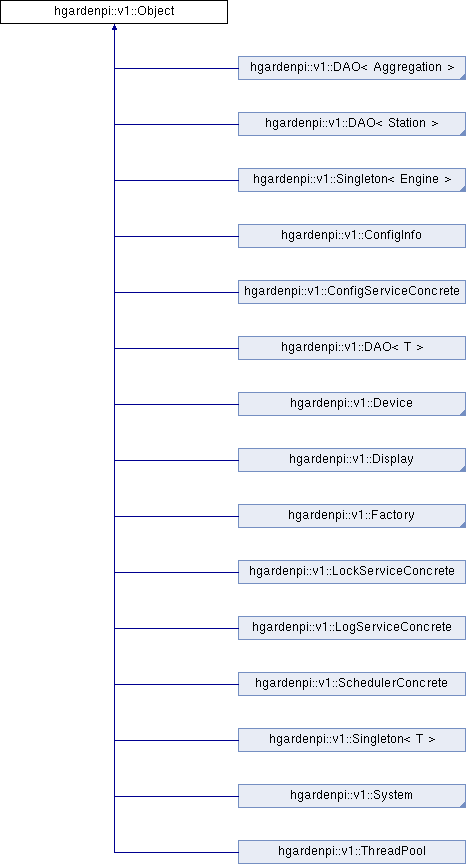 hgardenpi::v1::Object
hgardenpi::v1::DAO< Aggregation >
hgardenpi::v1::DAO< Station >
hgardenpi::v1::Singleton< Engine >
hgardenpi::v1::ConfigInfo
hgardenpi::v1::ConfigServiceConcrete
hgardenpi::v1::DAO< T >
hgardenpi::v1::Device
hgardenpi::v1::Display
hgardenpi::v1::Factory
hgardenpi::v1::LockServiceConcrete
hgardenpi::v1::LogServiceConcrete
hgardenpi::v1::SchedulerConcrete
hgardenpi::v1::Singleton< T >
hgardenpi::v1::System
hgardenpi::v1::ThreadPool